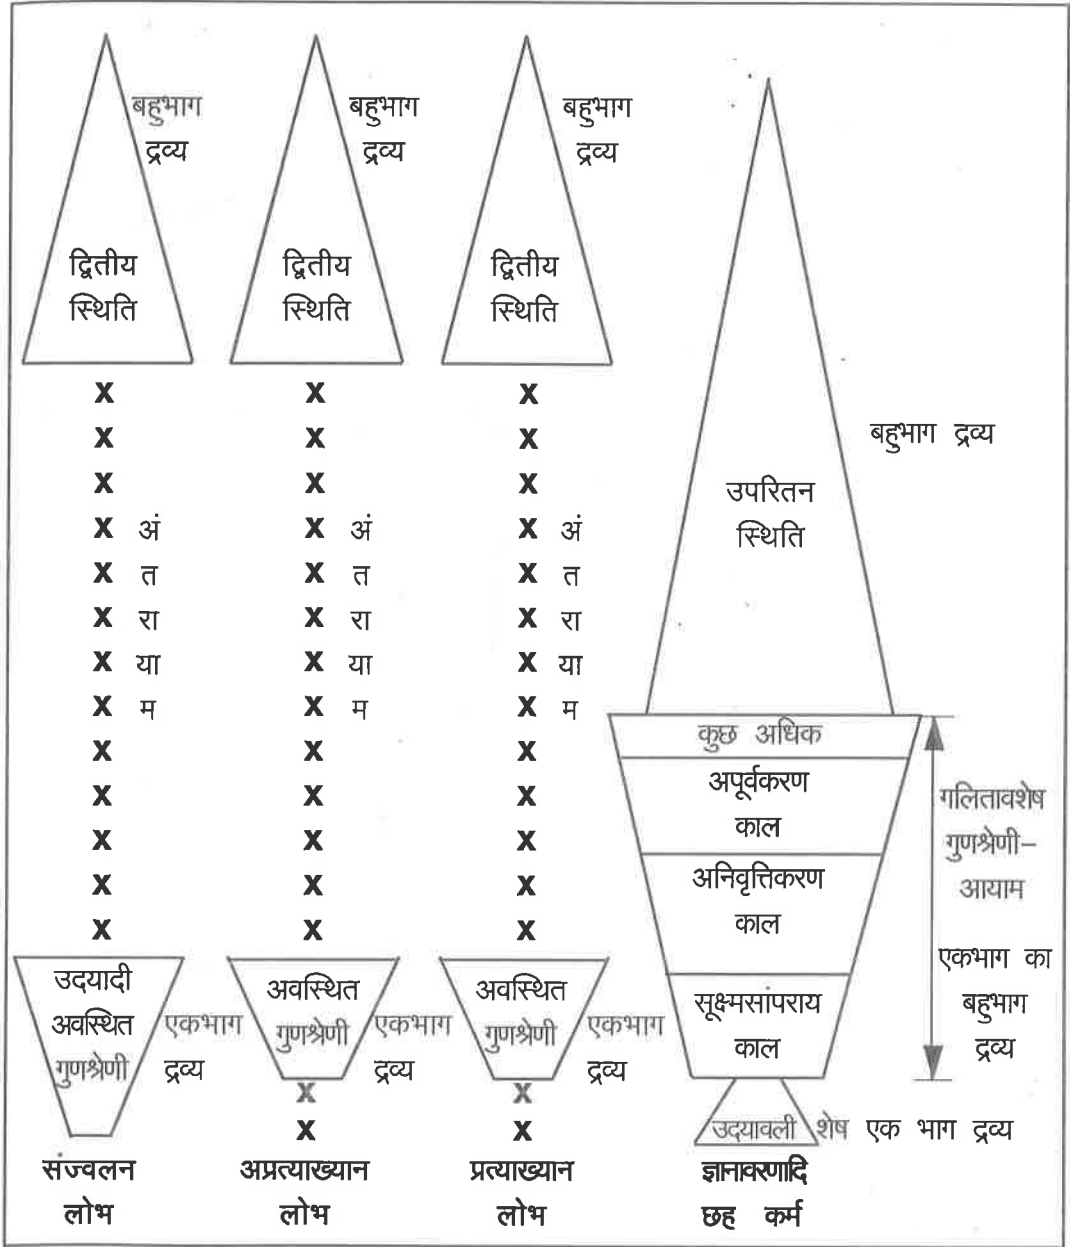 बहुभाग
द्रव्य
द्वितीय
स्थिति
X
X
X
X अं
X त
X रा
X या
X म
X
X
X
X
X
उदयादी
अवस्थित
गुणश्रेणी
एकभाग
द्रव्य
संज्वलन
लोभ
बहुभाग
द्रव्य
द्वितीय
स्थिति
X
X
X
X अं
X त
X रा
X या
X म
X
X
X
X
X
अवस्थित
गुणश्रेणी
एकभाग
द्रव्य
X
X
अप्रत्याख्यान
लोभ
बहुभाग
द्रव्य
द्वितीय
स्थिति
X
X
X
X अं
X त
X रा
X या
X म
X
X
X
X
X
अवस्थित
गुणश्रेणी
एकभाग
द्रव्य
X
X
प्रत्याख्यान
लोभ
बहुभाग द्रव्य
उपरितन
स्थिति
कुछ अधिक
अपूर्वकरण
काल
अनिवृत्तिकरण
काल
सूक्ष्मसांपराय
काल
गलितावशेष
गुणश्रेणी–
आयाम
एकभाग का
बहुभाग
द्रव्य
उदयावली शेष एक भाग द्रव्य
ज्ञानावरणादि
छह कर्म